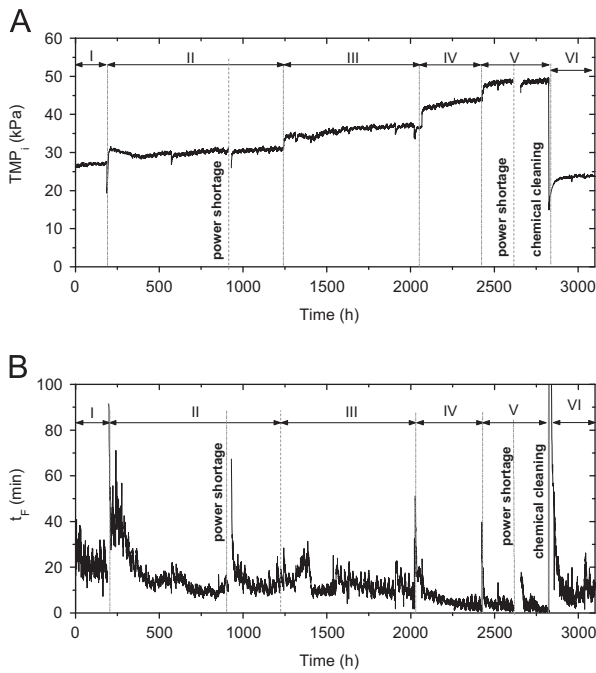 A
TMPi (kPa)
60
50
40
30
20
10
0
I
II
III
IV
V
VI
power shortage
power shortage
chemical cleaning
0
500
1000
1500
2000
2500
3000
Time (h)
B
tF (min)
100
80
60
40
20
0
I
II
III
IV
V
VI
power shortage
power shortage
chemical cleaning
0
500
1000
1500
2000
2500
3000
Time (h)